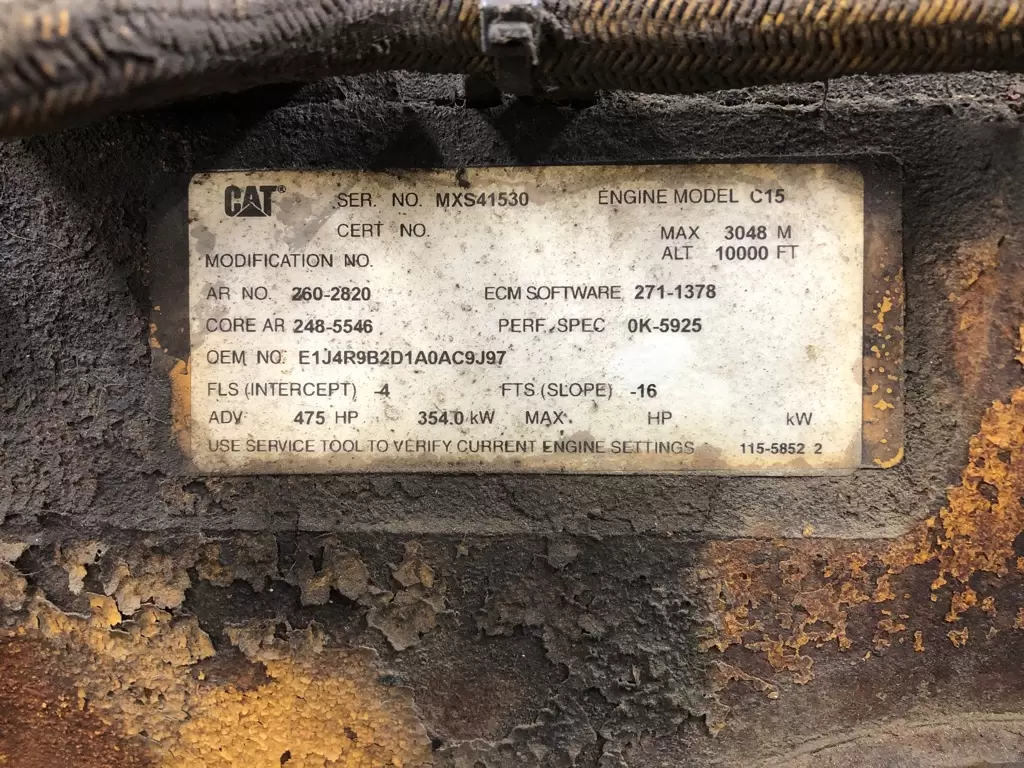 CAT® SER. NO. MXS41530 ENGINE MODEL C15
CERT NO. MAX 3048 M
ALT 10000 FT
MODIFICATION NO.
AR NO. 260-2820 ECM SOFTWARE 271-1378
CORE AR 248-5546 PERF. SPEC 0K-5925
OEM NO. E1J4R9B2D1A0AC9J97
FLS (INTERCEPT) -4 FTS (SLOPE) -16
ADV 475 HP 354.0 kW MAX. HP kW
USE SERVICE TOOL TO VERIFY CURRENT ENGINE SETTINGS 115-5852 2